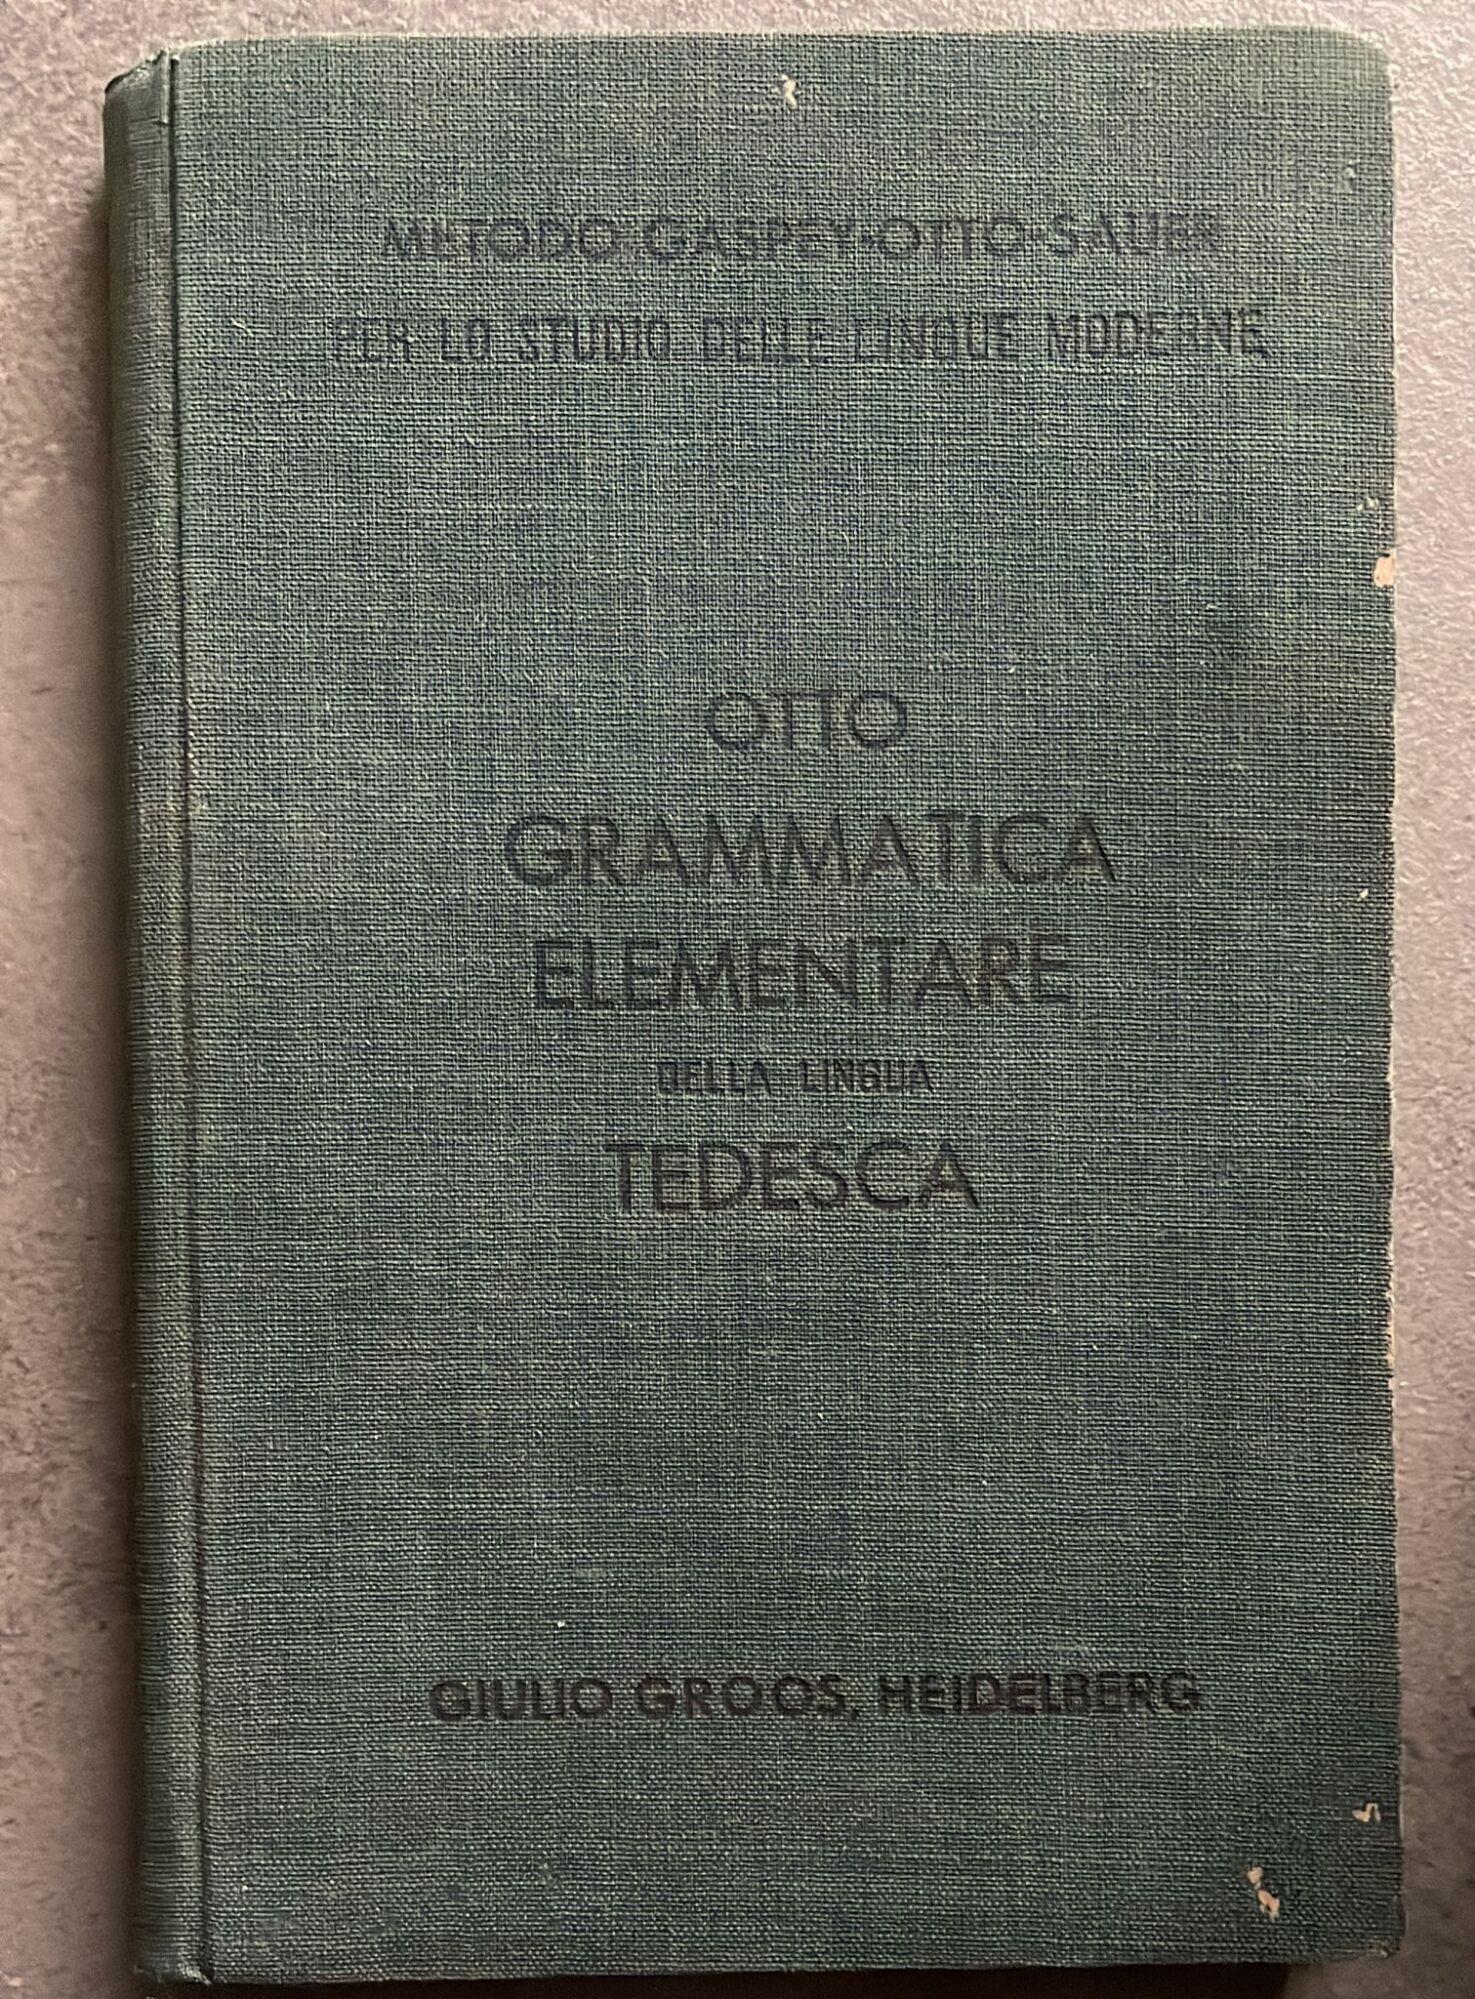 METODO GASPEY-OTTO-SAUER
PER LO STUDIO DELLE LINGUE MODERNE
OTTO
GRAMMATICA
ELEMENTARE
DELLA LINGUA
TEDESCA
GIULIO GROOS, HEIDELBERG